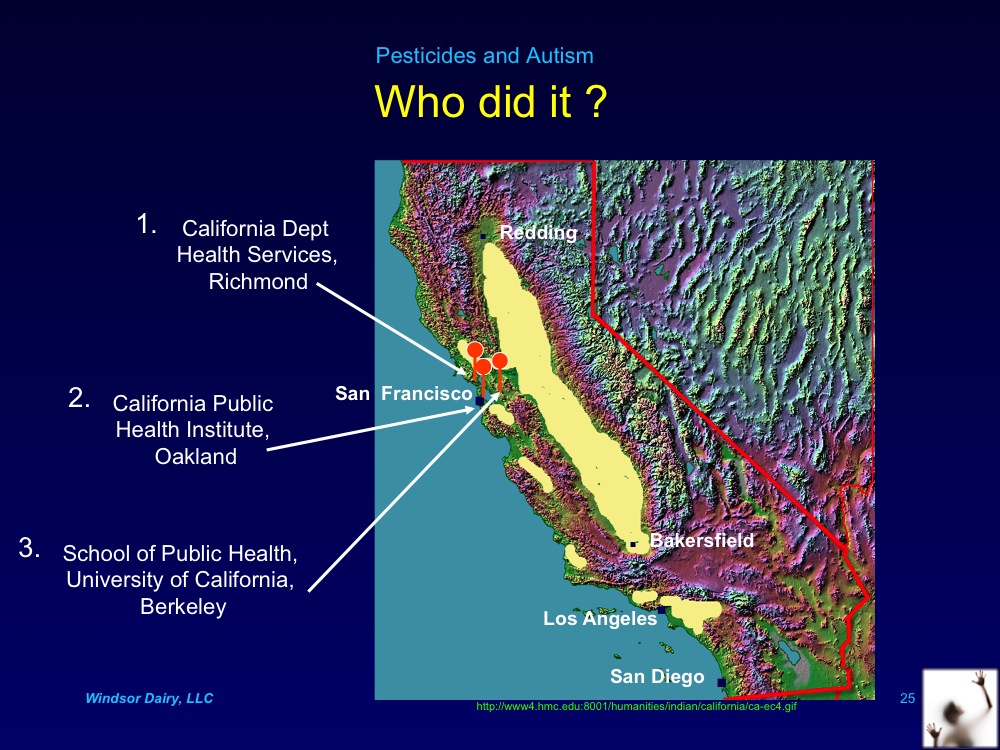 Pesticides and Autism
Who did it ?
1. California Dept
Health Services,
Richmond
2. California Public
Health Institute,
Oakland
3. School of Public Health,
University of California,
Berkeley
Redding
San Francisco
Bakersfield
Los Angeles
San Diego
http://www4.hmc.edu:8001/humanities/indian/california/ca-ec4.gif
Windsor Dairy, LLC
25